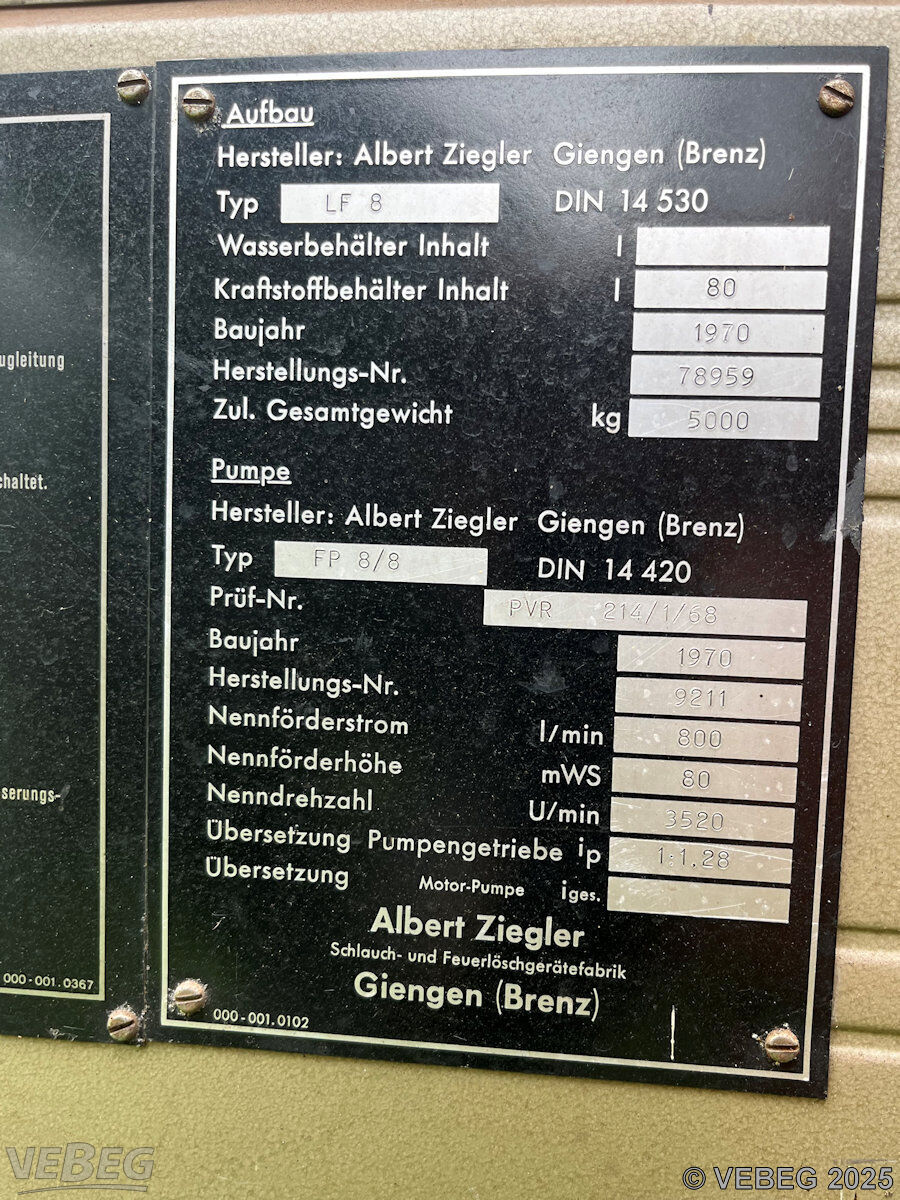 Aufbau
Hersteller: Albert Ziegler Giengen (Brenz)
Typ LF 8 DIN 14 530
Wasserbehälter Inhalt l
Kraftstoffbehälter Inhalt l 80
Baujahr 1970
Herstellungs-Nr. 78959
Zul. Gesamtgewicht kg 5000
Pumpe
Hersteller: Albert Ziegler Giengen (Brenz)
Typ FP 8/8 DIN 14 420
Prüf-Nr. PVR 214/1/68
Baujahr 1970
Herstellungs-Nr. 9211
Nennförderstrom l/min 800
Nennförderhöhe mWS 80
Nenndrehzahl U/min 3520
Übersetzung Pumpengetriebe ip 1:1,28
Übersetzung Motor-Pumpe iges.
Albert Ziegler
Schlauch- und Feuerlöschgerätefabrik
Giengen (Brenz)
000-001.0102
ugleitung
chaltet.
serungs-
000-001.0367
VEBEG
© VEBEG 2025